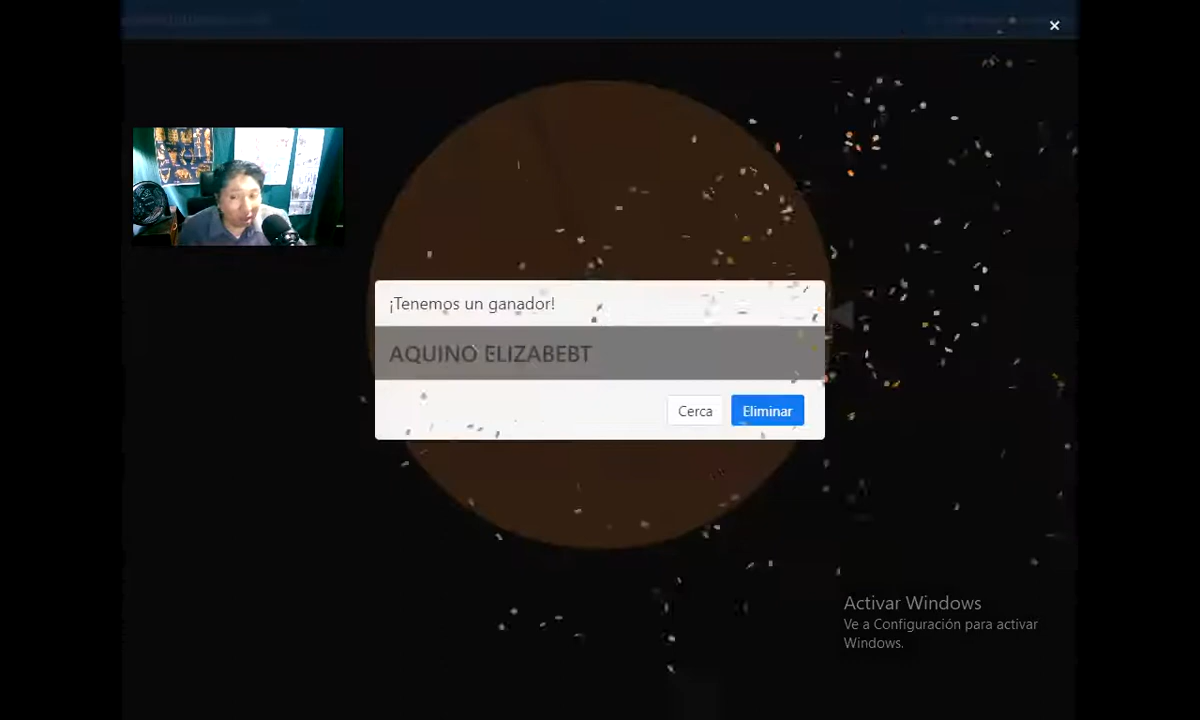 ¡Tenemos un ganador!
AQUINO ELIZABEBT
Cerca
Eliminar
Activar Windows
Ve a Configuración para activar
Windows.